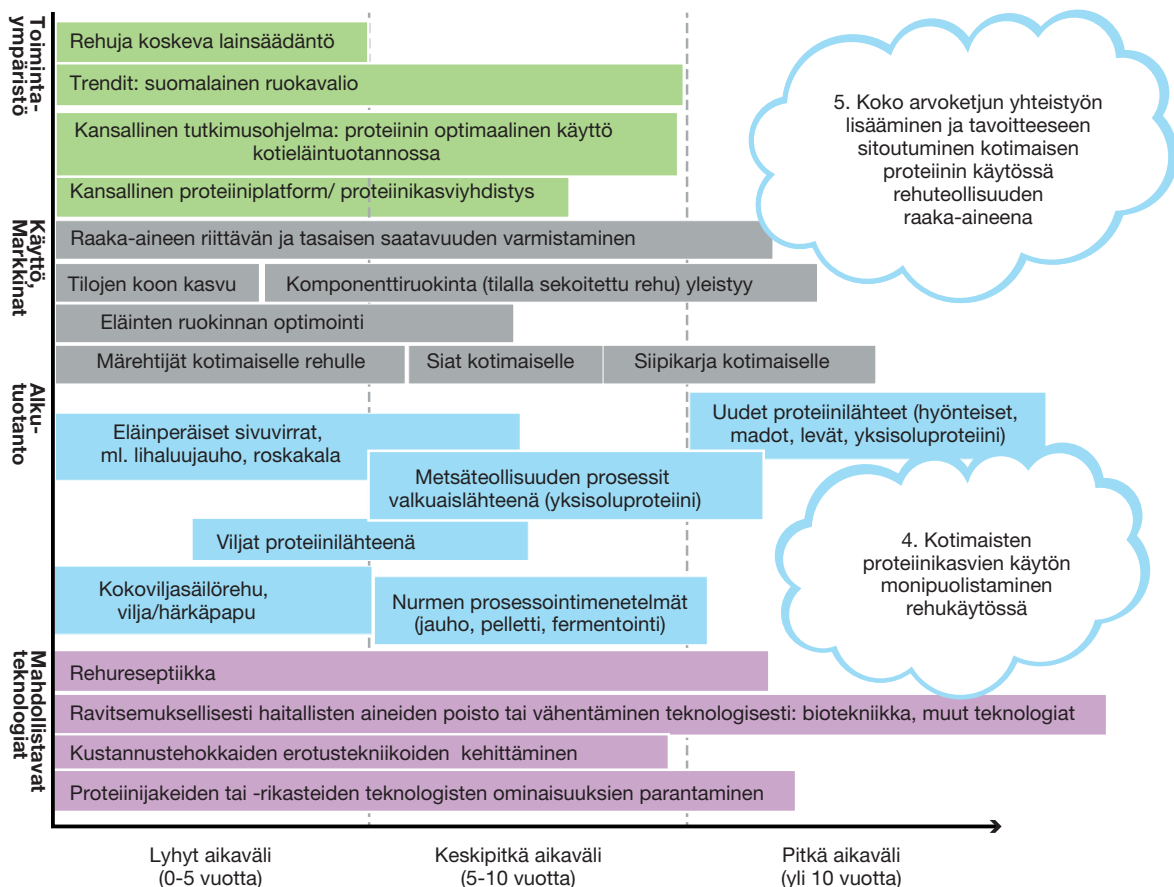 Toiminta-
ympäristö
Rehuja koskeva lainsäädäntö
Trendit: suomalainen ruokavalio
Kansallinen tutkimusohjelma: proteiinin optimaalinen käyttö
kotieläintuotannossa
Kansallinen proteiiniplatform/ proteiinikasviyhdistys
5. Koko arvoketjun yhteistyön
lisääminen ja tavoitteeseen
sitoutuminen kotimaisen
proteiinin käytössä
rehuteollisuuden
raaka-aineena
Käyttö,
Markkinat
Raaka-aineen riittävän ja tasaisen saatavuuden varmistaminen
Tilojen koon kasvu
Komponenttiruokinta (tilalla sekoitettu rehu) yleistyy
Eläinten ruokinnan optimointi
Märehtijät kotimaiselle rehulle
Siat kotimaiselle
Siipikarja kotimaiselle
Alku-
tuotanto
Eläinperäiset sivuvirrat,
ml. lihaluujauho, roskakala
Uudet proteiinilähteet (hyönteiset,
madot, levät, yksisoluproteiini)
Metsäteollisuuden prosessit
valkuaislähteenä (yksisoluproteiini)
Viljat proteiinilähteenä
Kokoviljasäilörehu,
vilja/härkäpapu
Nurmen prosessointimenetelmät
(jauho, pelletti, fermentointi)
4. Kotimaisten
proteiinikasvien käytön
monipuolistaminen
rehukäytössä
Mahdollistavat
teknologiat
Rehureseptiikka
Ravitsemuksellisesti haitallisten aineiden poisto tai vähentäminen teknologisesti: biotekniikka, muut teknologiat
Kustannustehokkaiden erotustekniikoiden kehittäminen
Proteiinijakeiden tai -rikasteiden teknologisten ominaisuuksien parantaminen
Lyhyt aikaväli
(0-5 vuotta)
Keskipitkä aikaväli
(5-10 vuotta)
Pitkä aikaväli
(yli 10 vuotta)